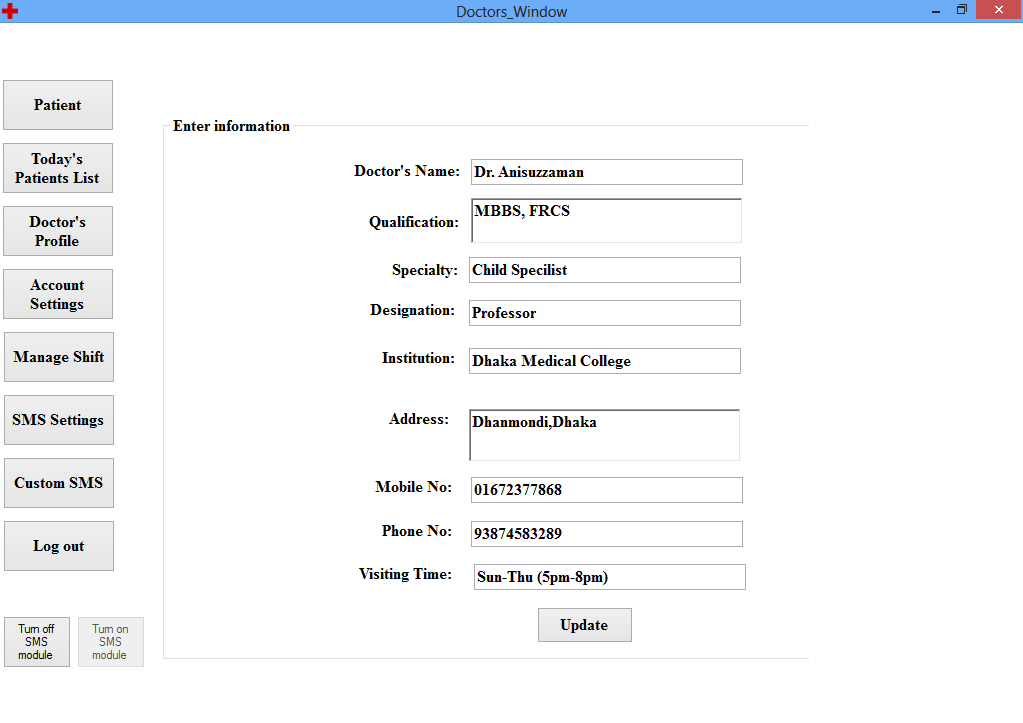 Doctors_Window
Patient
Today's
Patients List
Doctor's
Profile
Account
Settings
Manage Shift
SMS Settings
Custom SMS
Log out
Turn off
SMS
module
Turn on
SMS
module
Enter information
Doctor's Name: Dr. Anisuzzaman
Qualification: MBBS, FRCS
Specialty: Child Specilist
Designation: Professor
Institution: Dhaka Medical College
Address: Dhanmondi,Dhaka
Mobile No: 01672377868
Phone No: 93874583289
Visiting Time: Sun-Thu (5pm-8pm)
Update